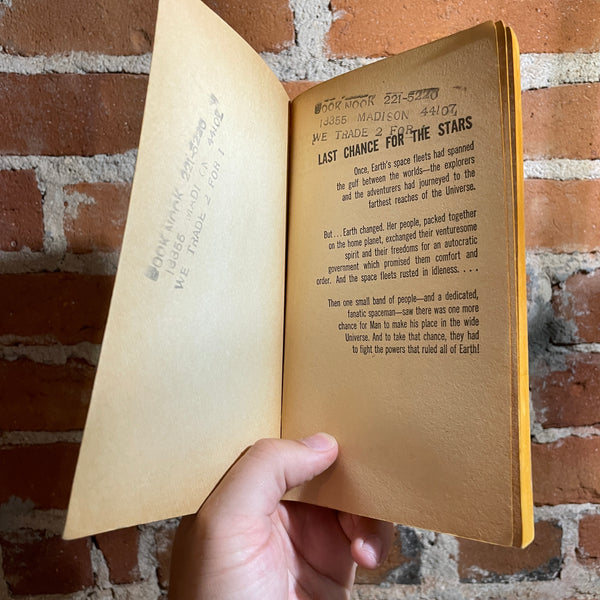 BOOK NOOK 221-5220
13355 MADISON 44107
WE TRADE 2 FOR 1
BOOK NOOK 221-5220
13355 MADISON 44107
WE TRADE 2 FOR
LAST CHANCE FOR THE STARS
Once, Earth's space fleets had spanned
the gulf between the worlds—the explorers
and the adventurers had journeyed to the
farthest reaches of the Universe.
But . . . Earth changed. Her people, packed together
on the home planet, exchanged their venturesome
spirit and their freedoms for an autocratic
government which promised them comfort and
order. And the space fleets rusted in idleness. . . .
Then one small band of people—and a dedicated,
fanatic spaceman—saw there was one more
chance for Man to make his place in the wide
Universe. And to take that chance, they had
to fight the powers that ruled all of Earth!